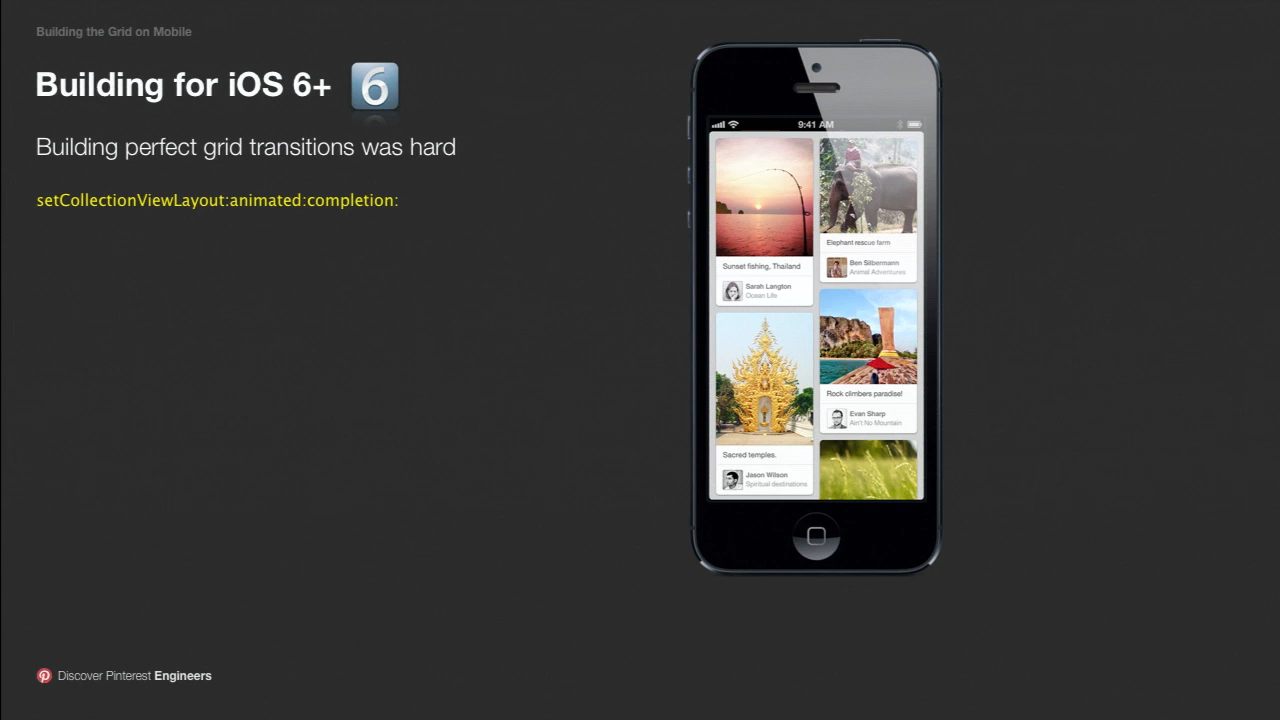 Building the Grid on Mobile
Building for iOS 6+ 6
Building perfect grid transitions was hard
setCollectionViewLayout:animated:completion:
9:41 AM
Sunset fishing, Thailand
Sarah Langton
Ocean Life
Sacred temples.
Jason Wilson
Spiritual destinations
Elephant rescue farm
Ben Silbermann
Animal Adventures
Rock climbers paradise!
Evan Sharp
Ain't No Mountain
Discover Pinterest Engineers